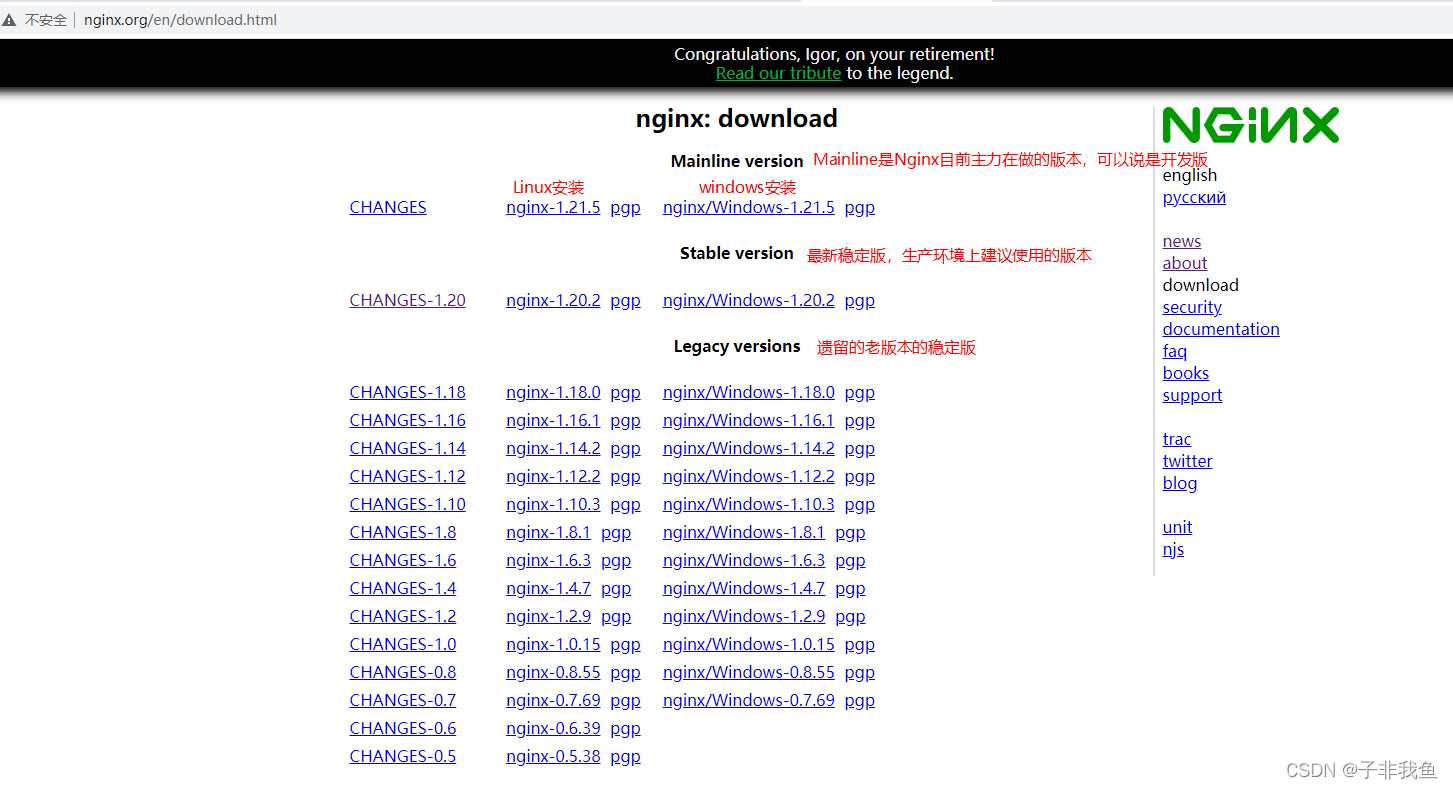 不安全 | nginx.org/en/download.html
Congratulations, Igor, on your retirement!
Read our tribute to the legend.
nginx: download
Mainline version Mainline是Nginx目前主力在做的版本，可以说是开发版
Linux安装 windows安装
CHANGES nginx-1.21.5 pgp nginx/Windows-1.21.5 pgp
Stable version 最新稳定版，生产环境上建议使用的版本
CHANGES-1.20 nginx-1.20.2 pgp nginx/Windows-1.20.2 pgp
Legacy versions 遗留的老版本的稳定版
CHANGES-1.18 nginx-1.18.0 pgp nginx/Windows-1.18.0 pgp
CHANGES-1.16 nginx-1.16.1 pgp nginx/Windows-1.16.1 pgp
CHANGES-1.14 nginx-1.14.2 pgp nginx/Windows-1.14.2 pgp
CHANGES-1.12 nginx-1.12.2 pgp nginx/Windows-1.12.2 pgp
CHANGES-1.10 nginx-1.10.3 pgp nginx/Windows-1.10.3 pgp
CHANGES-1.8 nginx-1.8.1 pgp nginx/Windows-1.8.1 pgp
CHANGES-1.6 nginx-1.6.3 pgp nginx/Windows-1.6.3 pgp
CHANGES-1.4 nginx-1.4.7 pgp nginx/Windows-1.4.7 pgp
CHANGES-1.2 nginx-1.2.9 pgp nginx/Windows-1.2.9 pgp
CHANGES-1.0 nginx-1.0.15 pgp nginx/Windows-1.0.15 pgp
CHANGES-0.8 nginx-0.8.55 pgp nginx/Windows-0.8.55 pgp
CHANGES-0.7 nginx-0.7.69 pgp nginx/Windows-0.7.69 pgp
CHANGES-0.6 nginx-0.6.39 pgp
CHANGES-0.5 nginx-0.5.38 pgp
NGINX
english
русский
news
about
download
security
documentation
faq
books
support
trac
twitter
blog
unit
njs
CSDN @子非我鱼